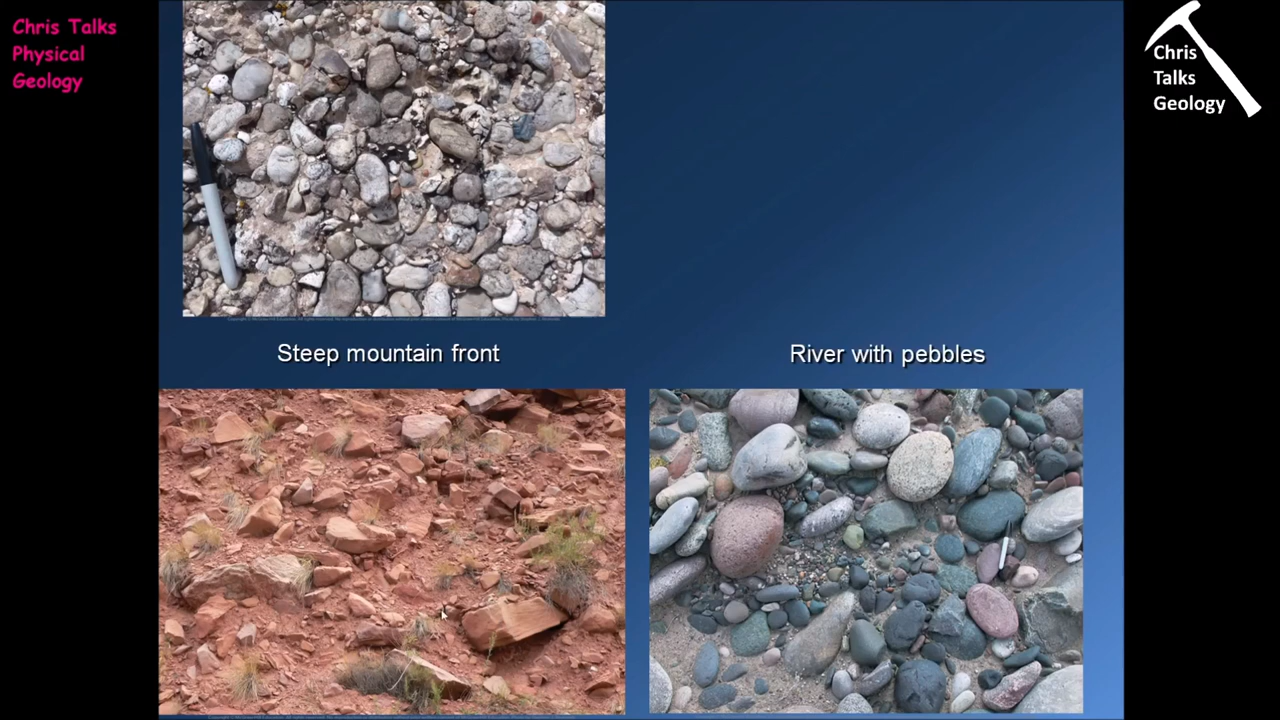 Chris Talks
Physical
Geology
Chris
Talks
Geology
Steep mountain front
River with pebbles